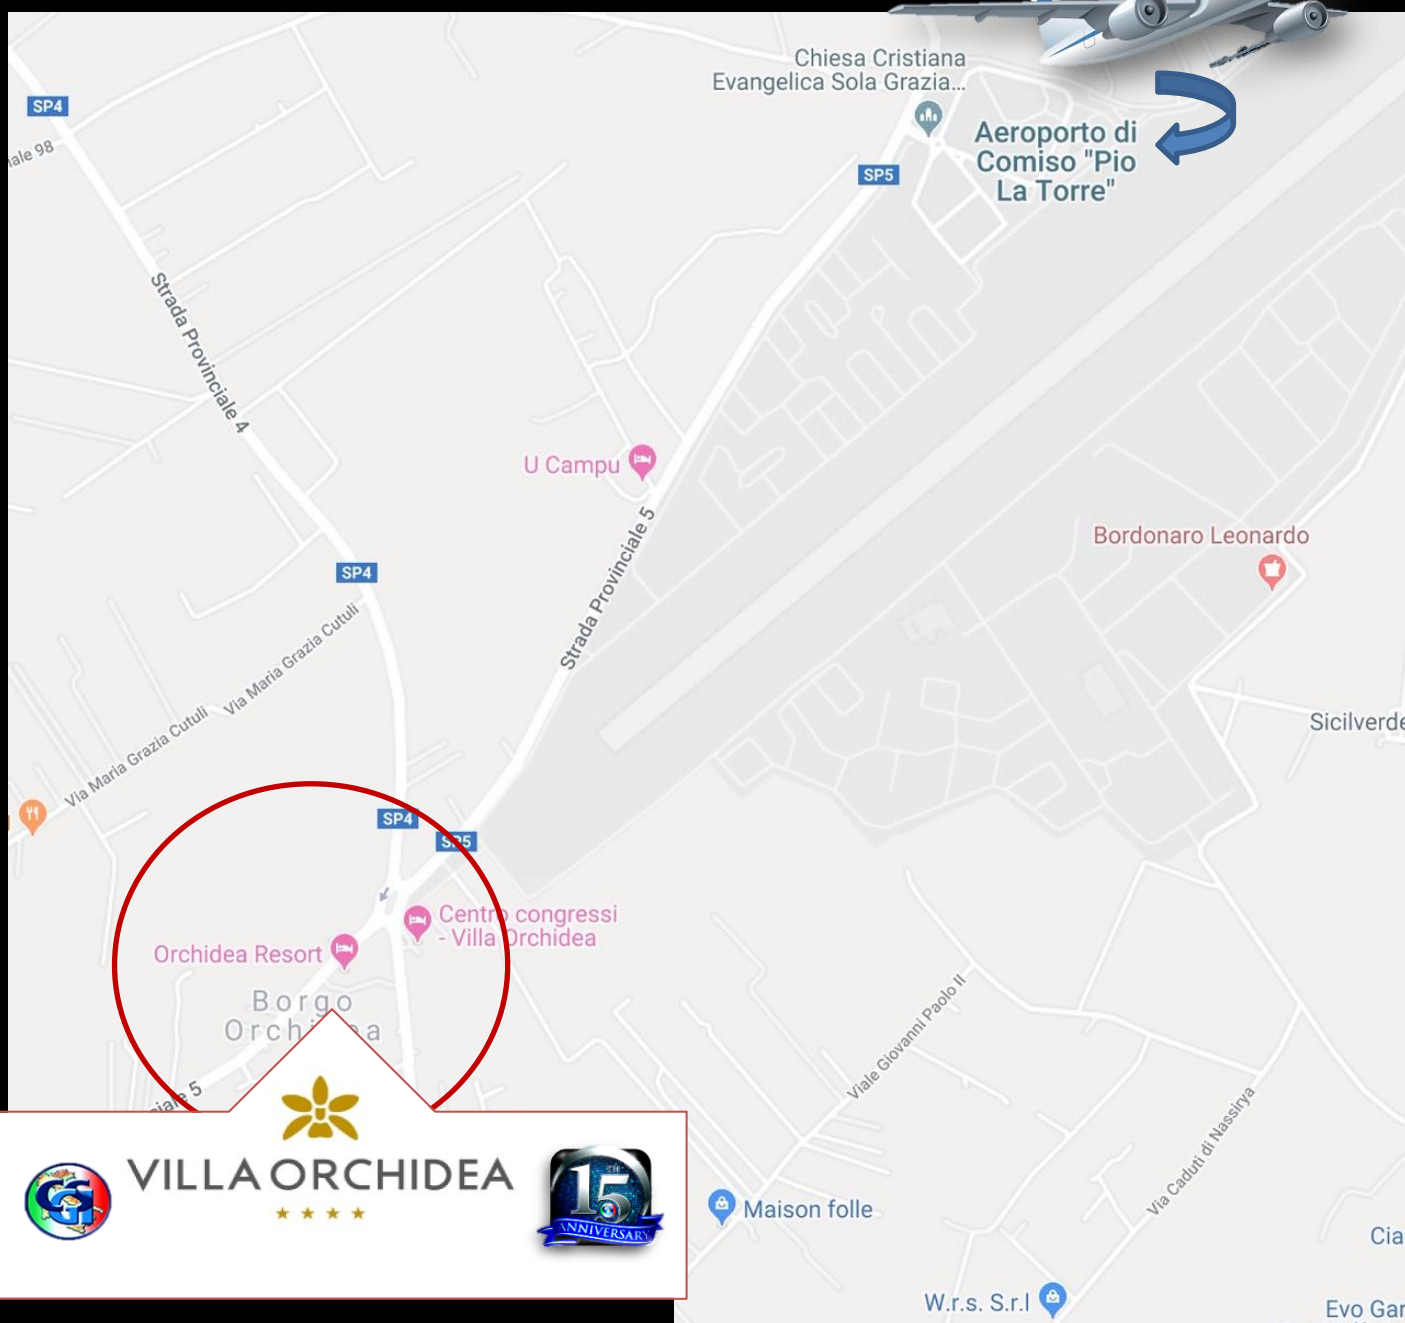 Chiesa Cristiana
Evangelica Sola Grazia...
Aeroporto di
Comiso "Pio
La Torre"
SP4
iale 98
SP5
Strada Provinciale 4
U Campu
Strada Provinciale 5
Bordonaro Leonardo
SP4
Via Maria Grazia Cutuli
Via Maria Grazia Cutuli
Sicilverde
SP4
SP5
Centro congressi
- Villa Orchidea
Orchidea Resort
Borgo
Orchidea
iale 5
Viale Giovanni Paolo II
Via Caduti di Nassirya
VILLA ORCHIDEA
15TH
ANNIVERSARY
Maison folle
Cia
W.r.s. S.r.l
Evo Gar